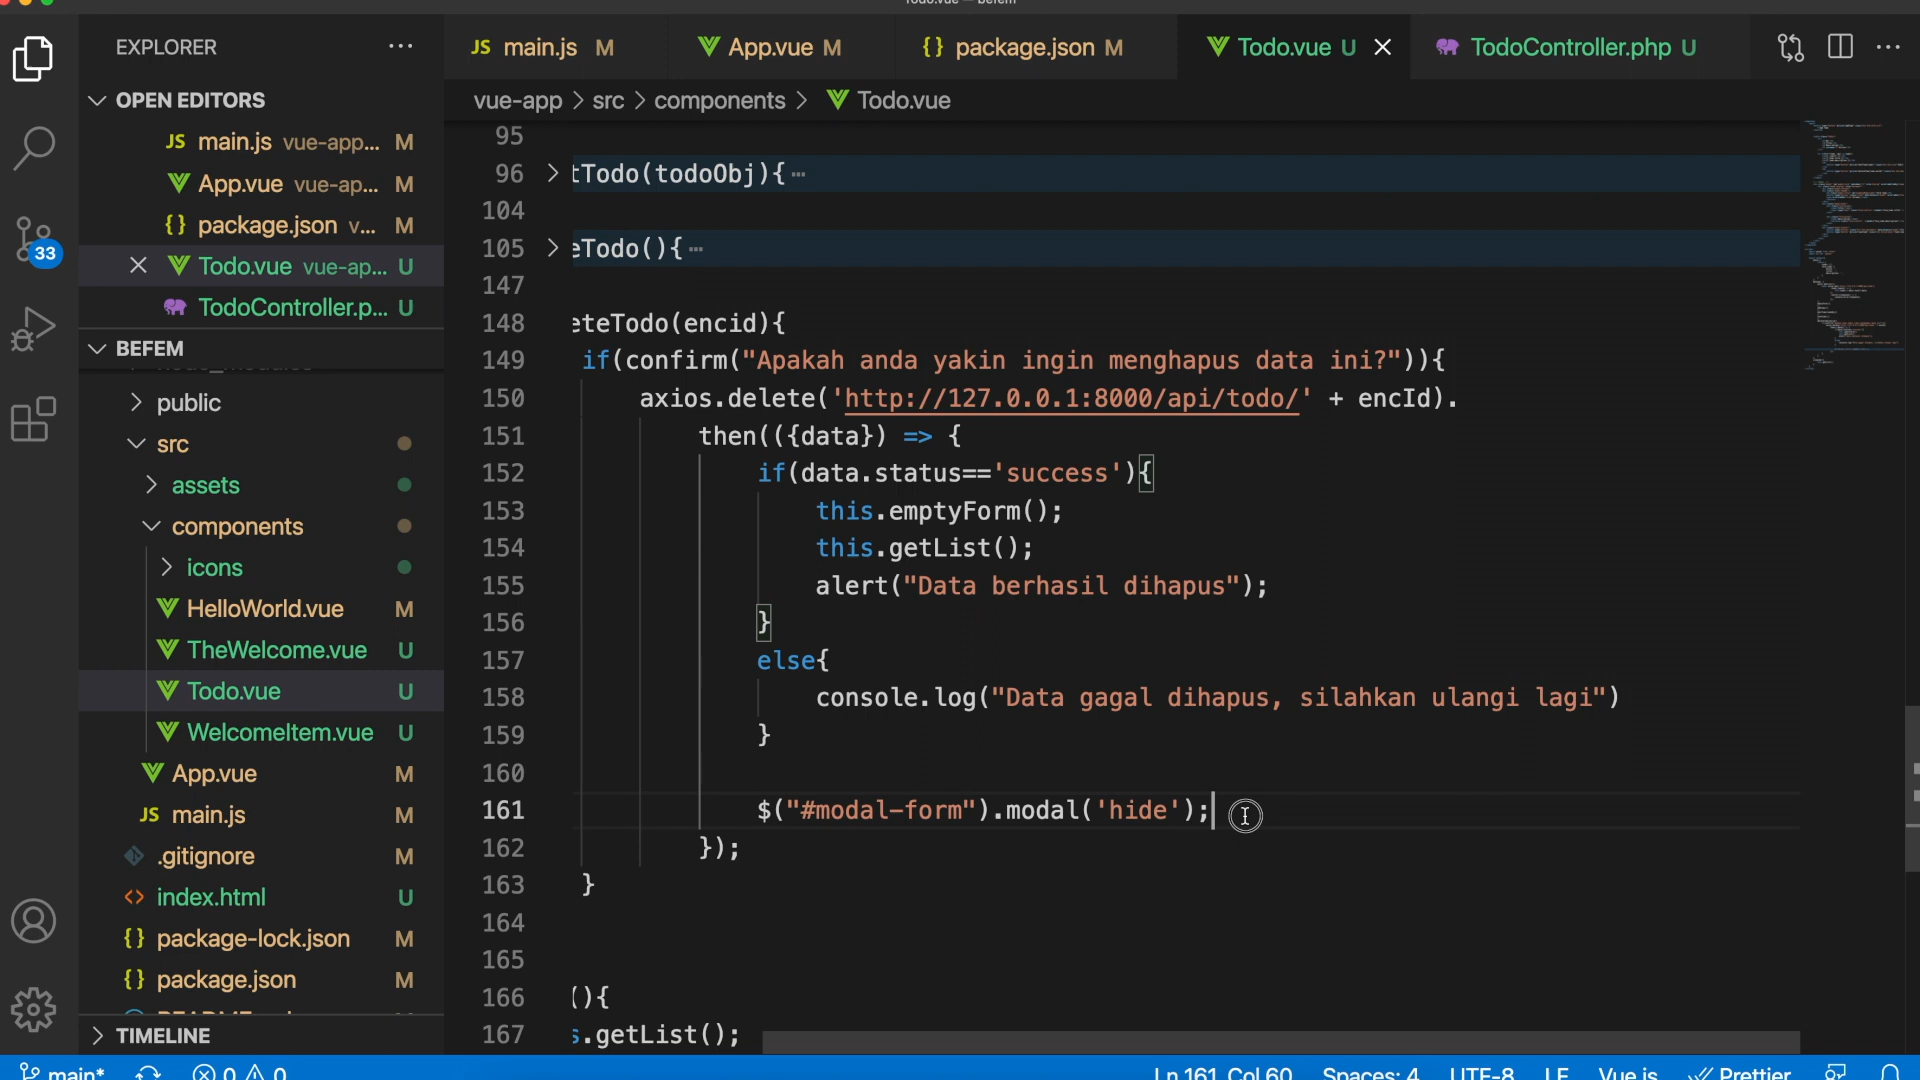 Todo.vue — befem
EXPLORER
OPEN EDITORS
JS main.js vue-app... M
App.vue vue-ap... M
{} package.json v... M
Todo.vue vue-ap... U
TodoController.p... U
BEFEM
public
src
assets
components
icons
HelloWorld.vue M
TheWelcome.vue U
Todo.vue U
WelcomeItem.vue U
App.vue M
JS main.js M
.gitignore M
<> index.html U
{} package-lock.json M
{} package.json M
TIMELINE
33
JS main.js M
App.vue M
{} package.json M
Todo.vue U
TodoController.php U
vue-app > src > components > Todo.vue
95
96 tTodo(todoObj){
104
105 eTodo(){
147
148 eteTodo(encid){
149 if(confirm("Apakah anda yakin ingin menghapus data ini?")){
150 axios.delete('http://127.0.0.1:8000/api/todo/' + encId).
151 then(({data}) => {
152 if(data.status=='success'){
153 this.emptyForm();
154 this.getList();
155 alert("Data berhasil dihapus");
156 }
157 else{
158 console.log("Data gagal dihapus, silahkan ulangi lagi")
159 }
160
161 $("#modal-form").modal('hide');
162 });
163 }
164
165
166 (){
167 s.getList();
main* 0 0 Ln 161, Col 60 Spaces: 4 UTF-8 LF Vue.js Prettier